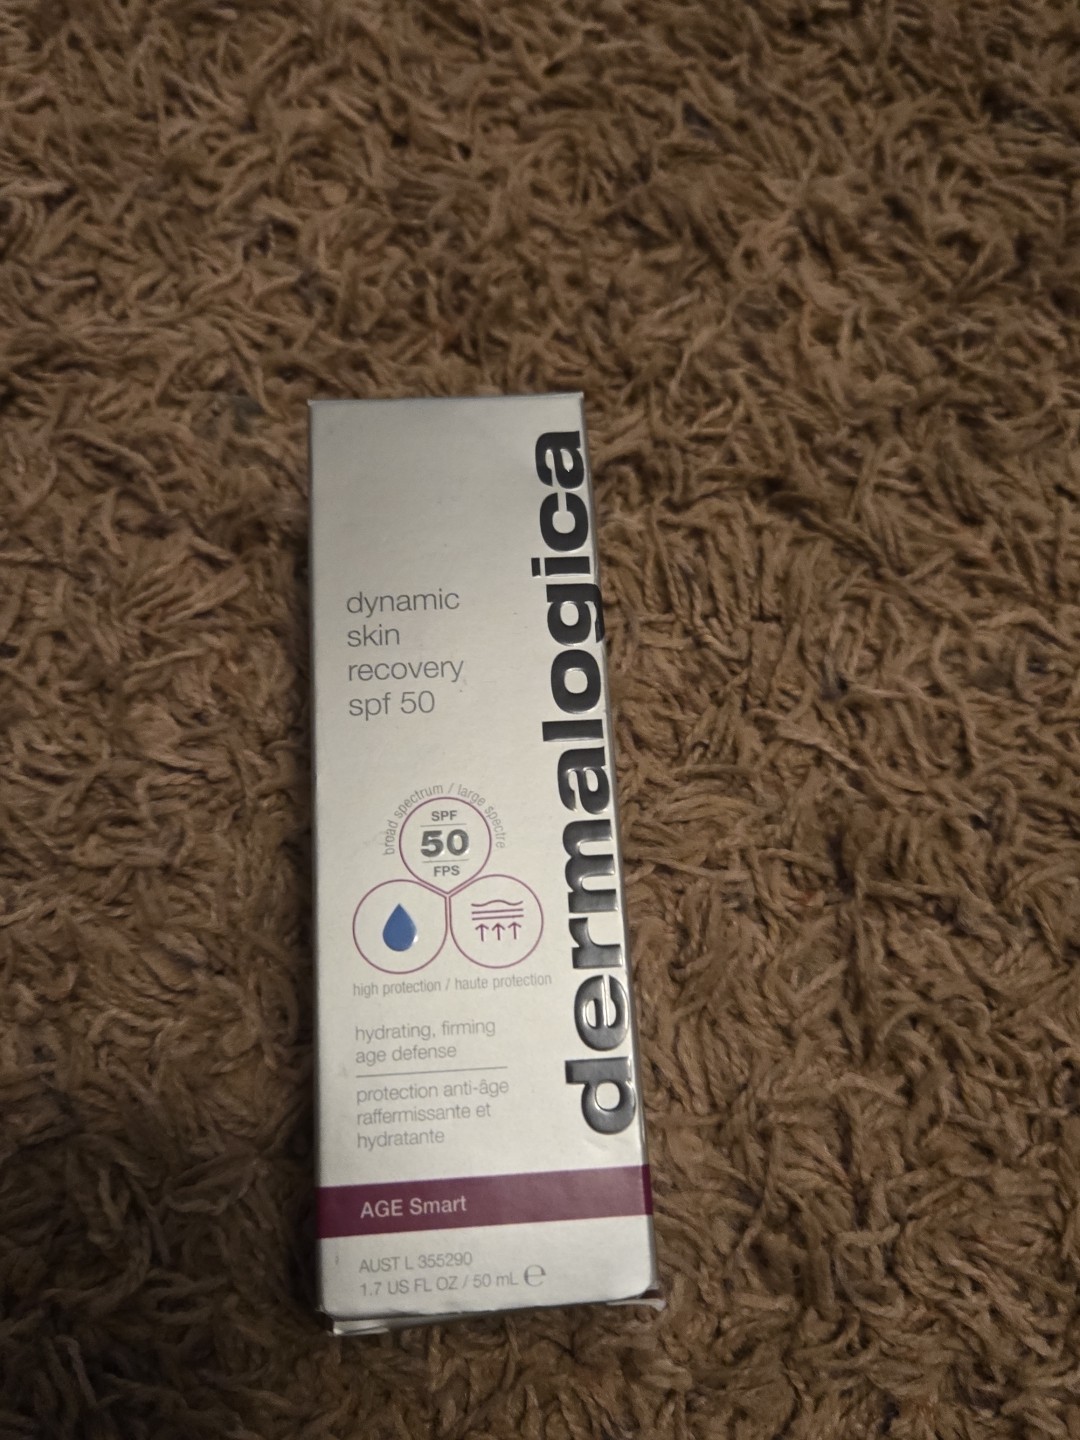 dermalogica
dynamic
skin
recovery
spf 50
broad spectrum / large spectre
SPF
50
FPS
high protection / haute protection
hydrating, firming
age defense
protection anti-âge
raffermissante et
hydratante
AGE Smart
AUST L 355290
1.7 US FL OZ / 50 mL ℮